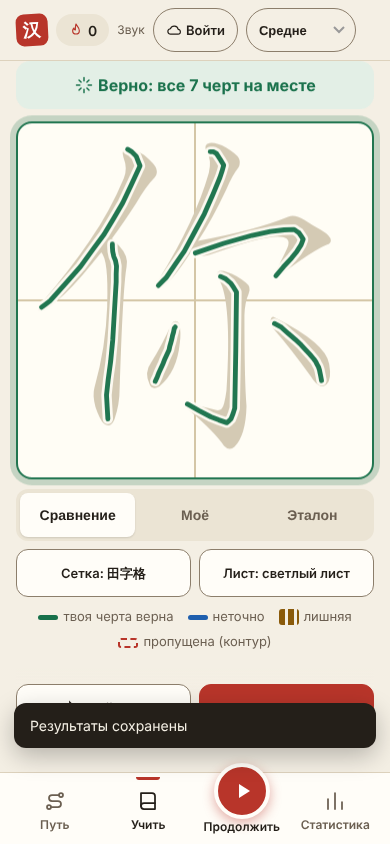 汉
0
Звук
Войти
Средне
Верно: все 7 черт на месте
你
Сравнение
Моё
Эталон
Сетка: 田字格
Лист: светлый лист
твоя черта верна
неточно
лишняя
пропущена (контур)
Результаты сохранены
Путь
Учить
Продолжить
Статистика